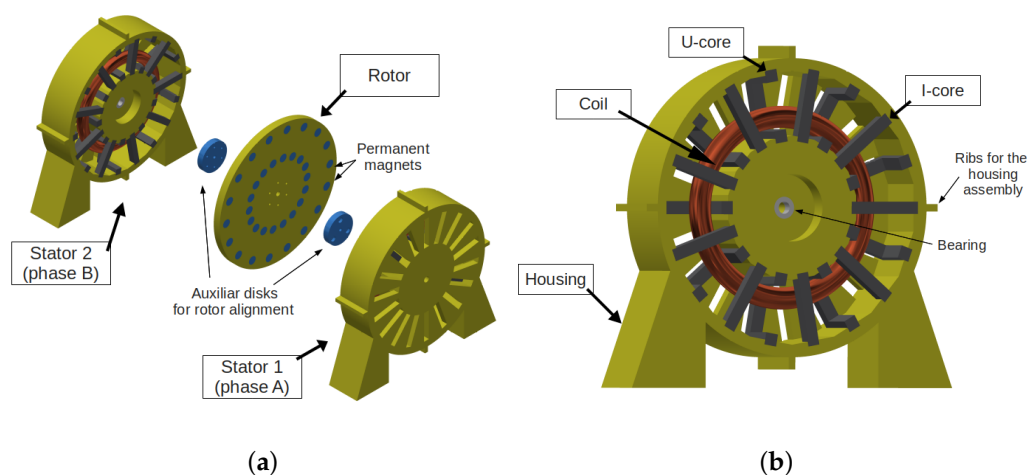 Rotor
Permanent
magnets
Stator 2
(phase B)
Auxiliar disks
for rotor alignment
Stator 1
(phase A)
(a)
U-core
Coil
I-core
Ribs for the
housing
assembly
Bearing
Housing
(b)